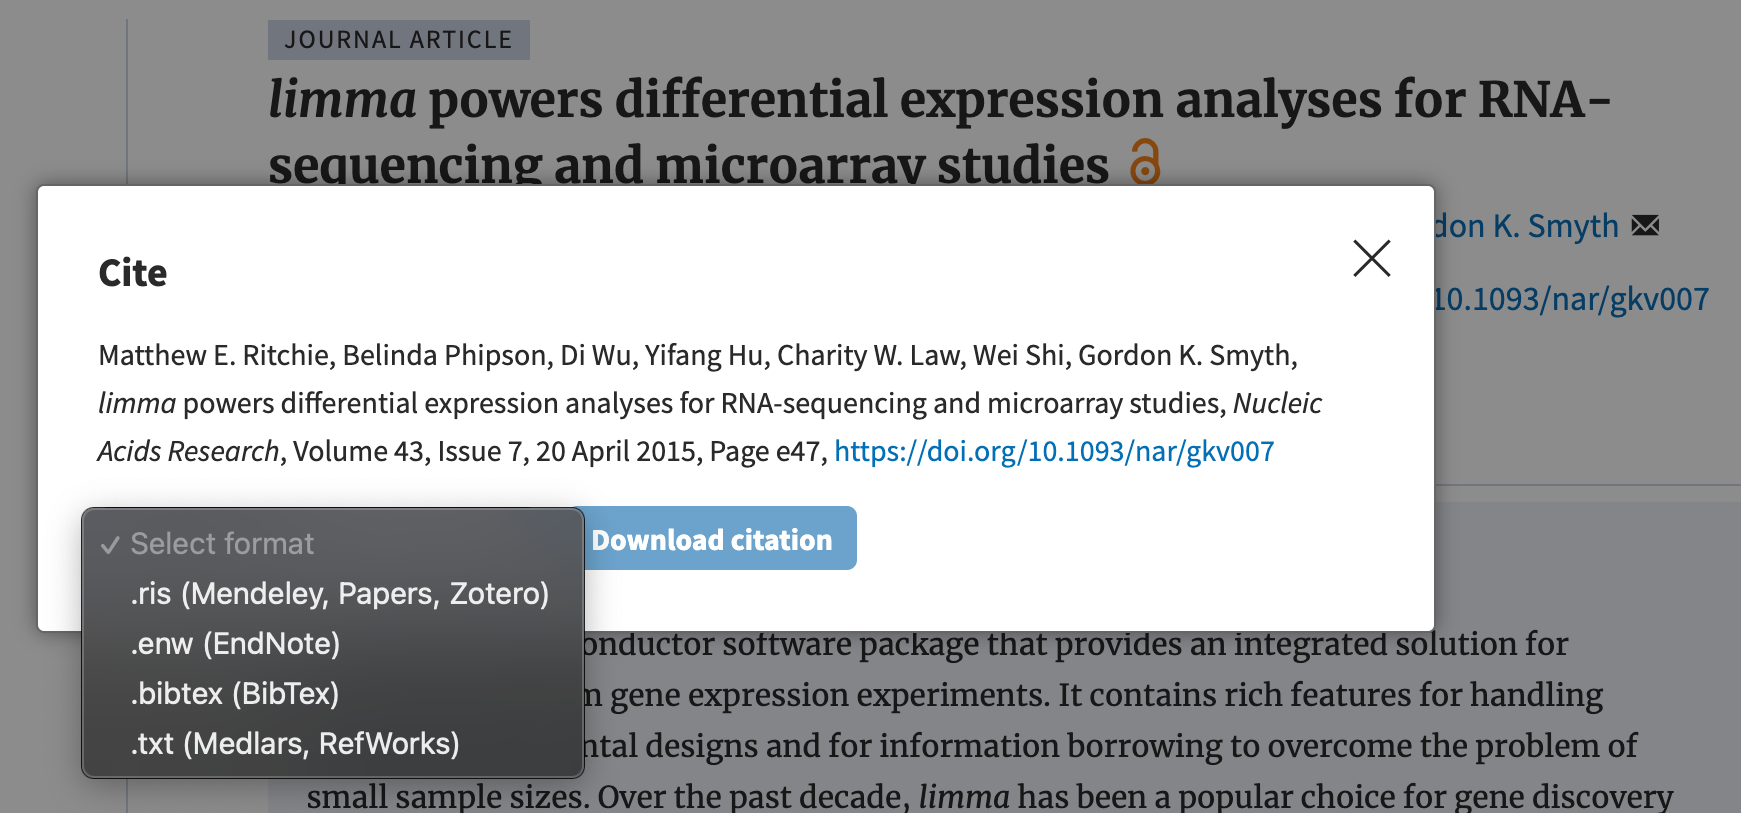 JOURNAL ARTICLE
limma powers differential expression analyses for RNA-
sequencing and microarray studies
don K. Smyth
10.1093/nar/gkv007
Cite
Matthew E. Ritchie, Belinda Phipson, Di Wu, Yifang Hu, Charity W. Law, Wei Shi, Gordon K. Smyth,
limma powers differential expression analyses for RNA-sequencing and microarray studies, Nucleic
Acids Research, Volume 43, Issue 7, 20 April 2015, Page e47, https://doi.org/10.1093/nar/gkv007
✓ Select format
Download citation
.ris (Mendeley, Papers, Zotero)
.enw (EndNote)
.bibtex (BibTex)
.txt (Medlars, RefWorks)
onductor software package that provides an integrated solution for
gene expression experiments. It contains rich features for handling
ntal designs and for information borrowing to overcome the problem of
small sample sizes. Over the past decade, limma has been a popular choice for gene discovery